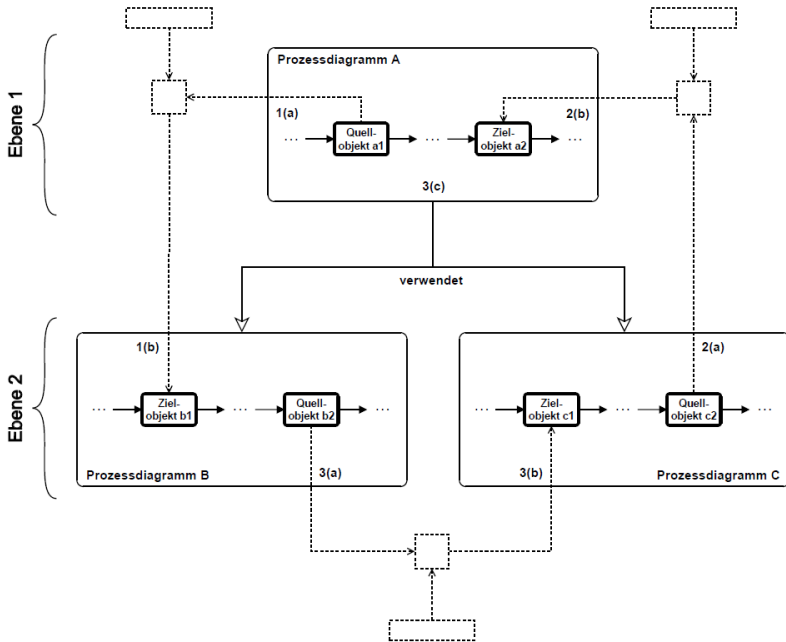 Ebene 1
Prozessdiagramm A
1(a)
2(b)
... Quell-
objekt a1 ... Ziel-
objekt a2 ...
3(c)
verwendet
Ebene 2
1(b)
2(a)
... Ziel-
objekt b1 ... Quell-
objekt b2 ...
... Ziel-
objekt c1 ... Quell-
objekt c2 ...
3(a)
3(b)
Prozessdiagramm B
Prozessdiagramm C